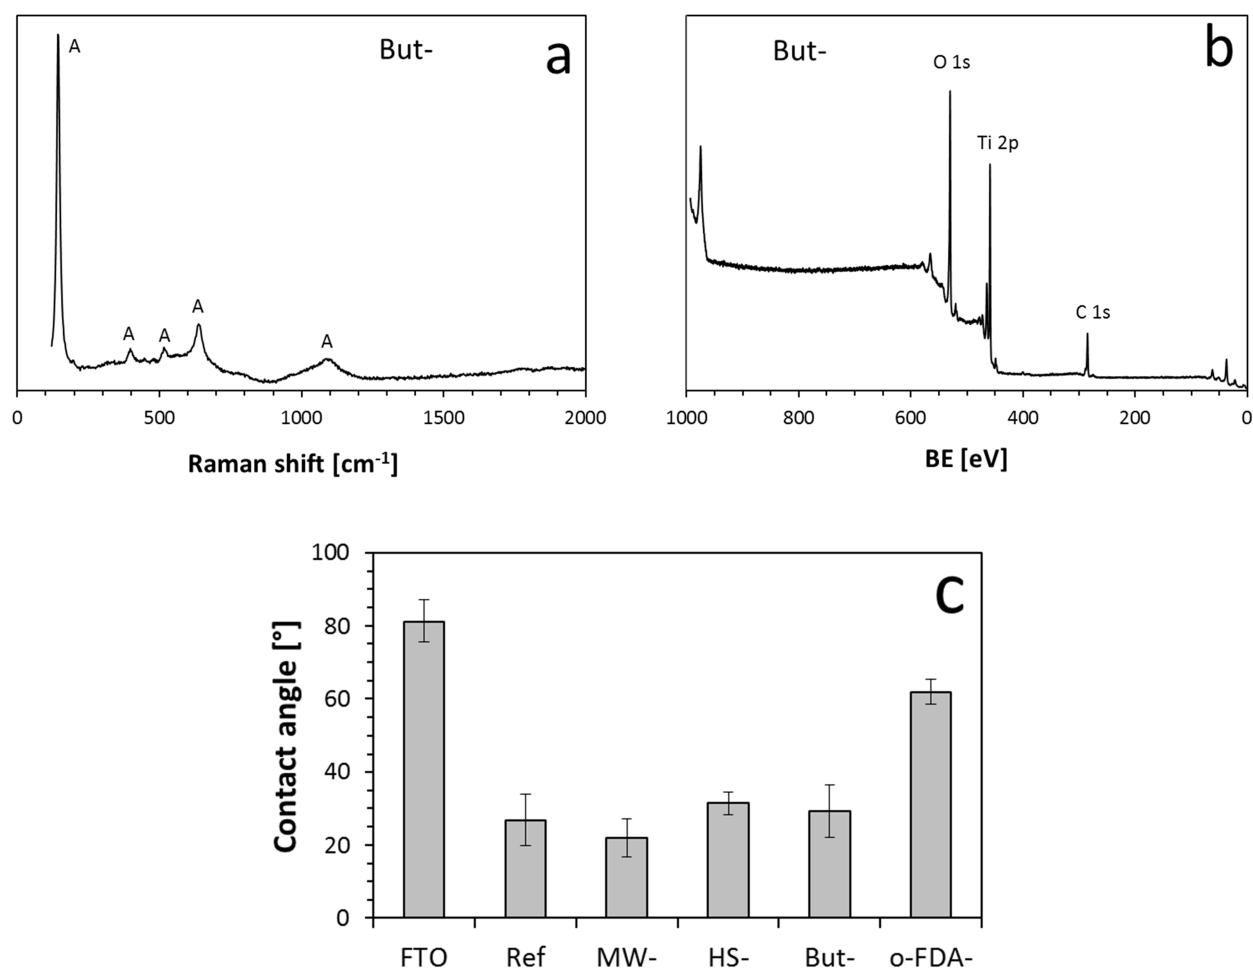 But-
a
A
A
A
A
A
0 500 1000 1500 2000
Raman shift [cm⁻¹]
But-
b
O 1s
Ti 2p
C 1s
1000 800 600 400 200 0
BE [eV]
c
Contact angle [°]
100
80
60
40
20
0
FTO Ref MW- HS- But- o-FDA-